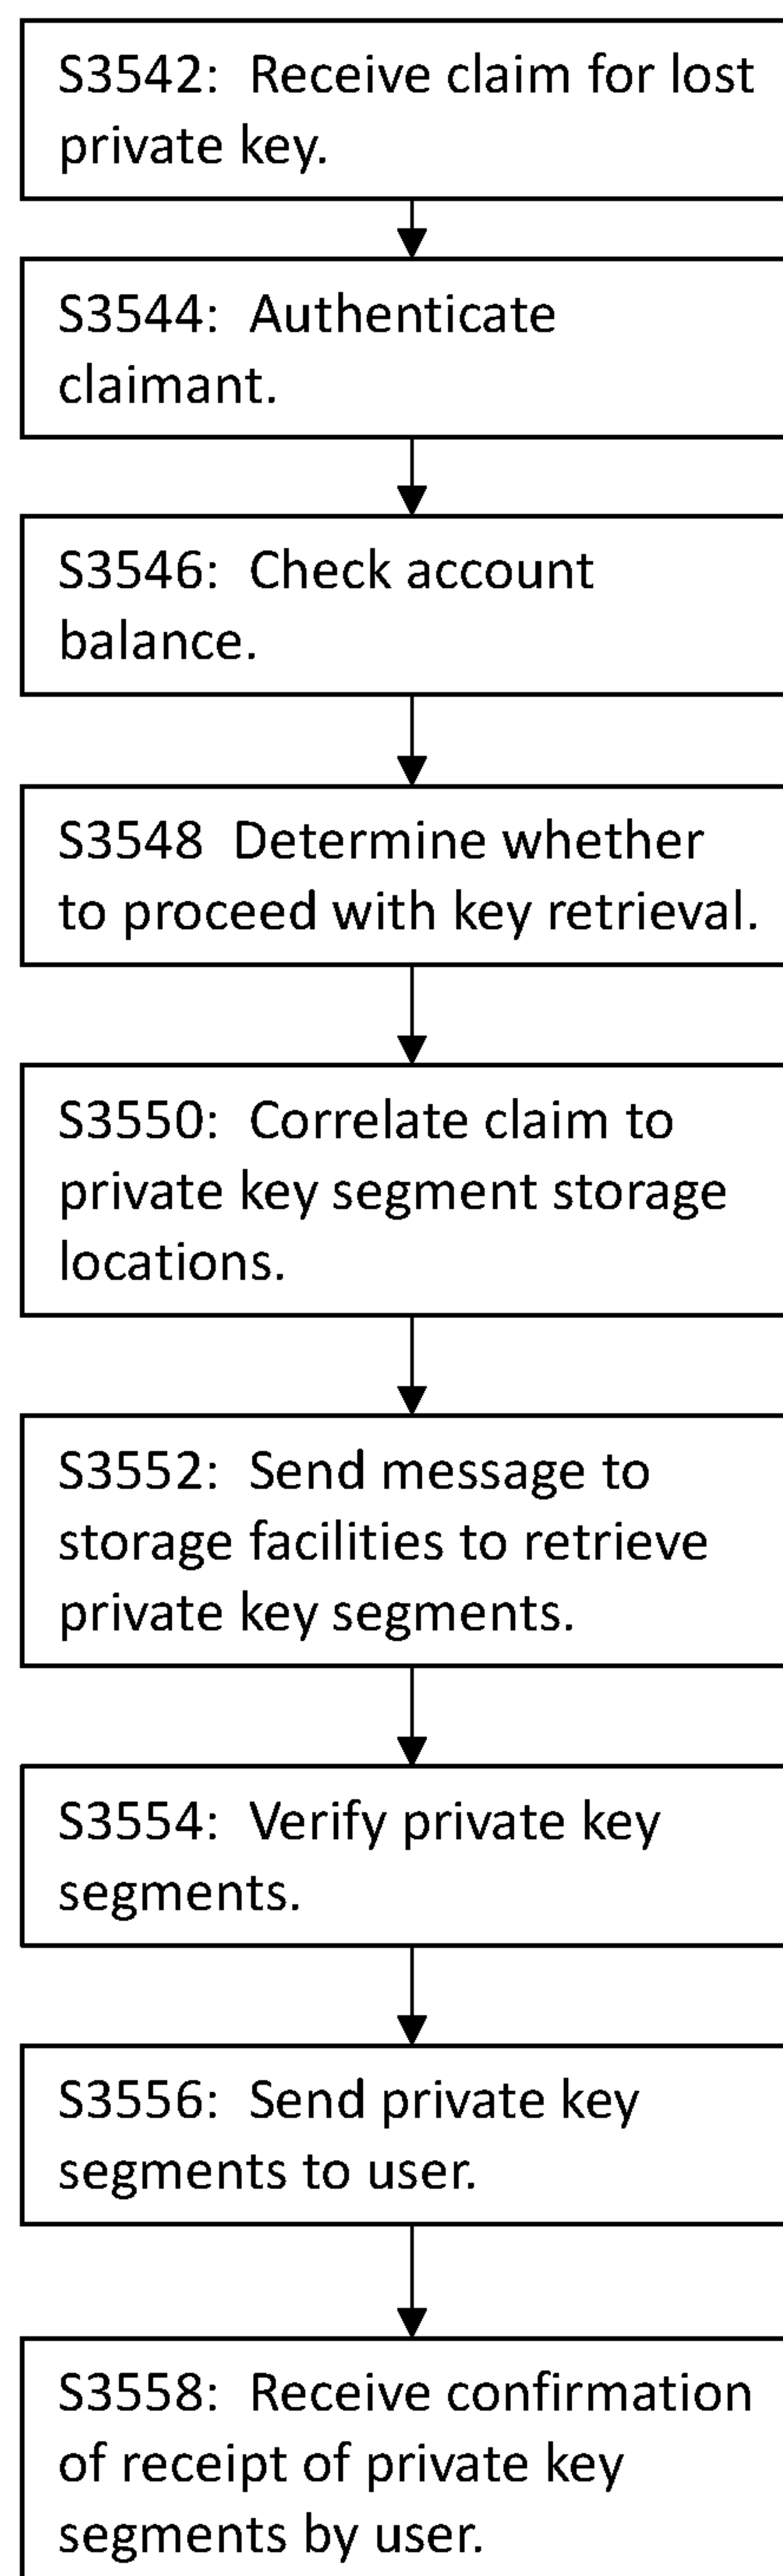 S3542:  Receive claim for lost
private key.
S3544:  Authenticate
claimant.
S3546:  Check account
balance.
S3548  Determine whether
to proceed with key retrieval.
S3550:  Correlate claim to
private key segment storage
locations.
S3552:  Send message to
storage facilities to retrieve
private key segments.
S3554:  Verify private key
segments.
S3556:  Send private key
segments to user.
S3558:  Receive confirmation
of receipt of private key
segments by user.